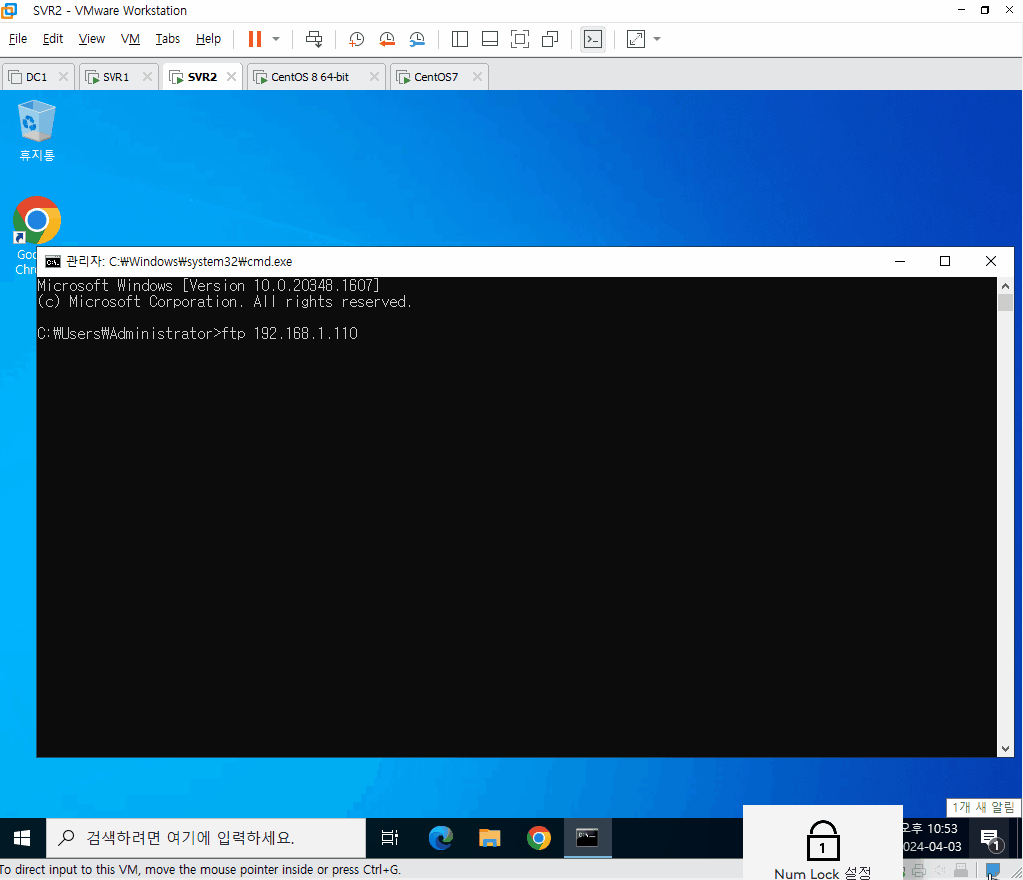 SVR2 - VMware Workstation
File Edit View VM Tabs Help
DC1 SVR1 SVR2 CentOS 8 64-bit CentOS7
휴지통
관리자: C:₩Windows₩system32₩cmd.exe
Microsoft Windows [Version 10.0.20348.1607]
(c) Microsoft Corporation. All rights reserved.
C:₩Users₩Administrator>ftp 192.168.1.110
1개 새 알림
검색하려면 여기에 입력하세요.
오후 10:53
024-04-03
1
1
Num Lock 설정
To direct input to this VM, move the mouse pointer inside or press Ctrl+G.